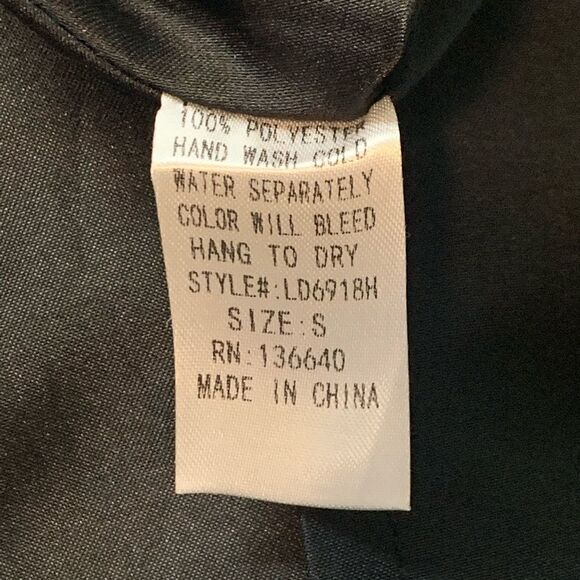 100% POLYESTER
HAND WASH COLD
WATER SEPARATELY
COLOR WILL BLEED
HANG TO DRY
STYLE#:LD6918H
SIZE:S
RN:136640
MADE IN CHINA